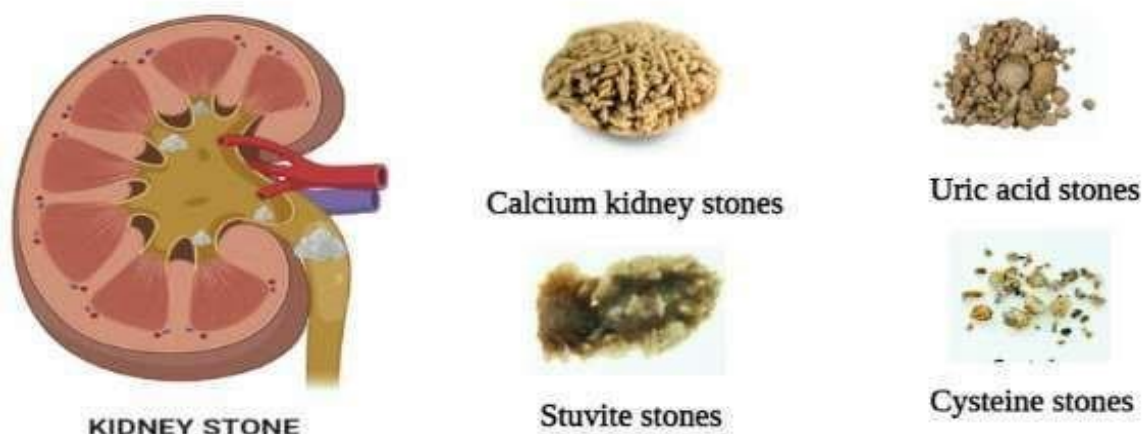 Calcium kidney stones
Uric acid stones
KIDNEY STONE
Stuvite stones
Cysteine stones